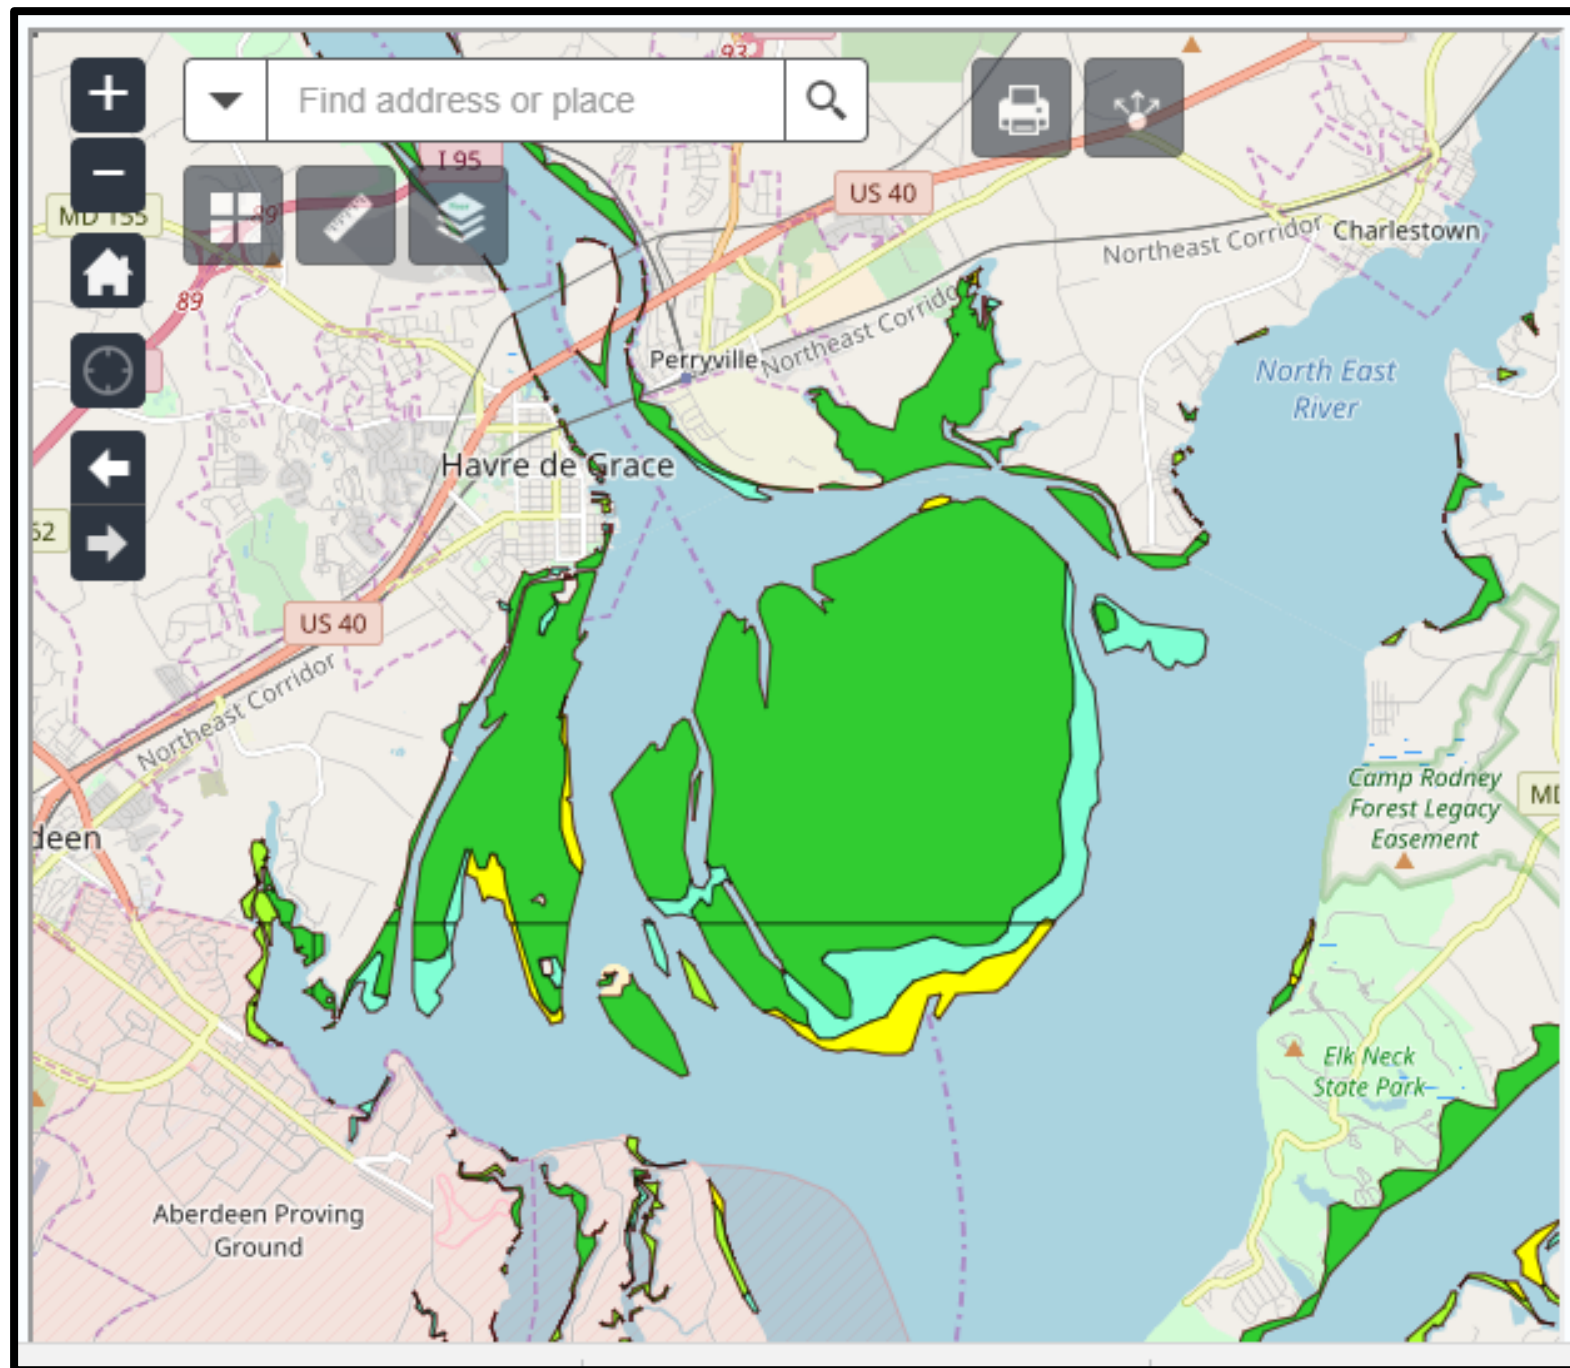 93
Find address or place
I 95
US 40
MD 155
89
Northeast Corridor
Charlestown
89
Northeast Corrido
Perryville
North East
River
Havre de Grace
52
US 40
Northeast Corridor
Camp Rodney
Forest Legacy
Easement
MD
deen
Elk Neck
State Park
Aberdeen Proving
Ground